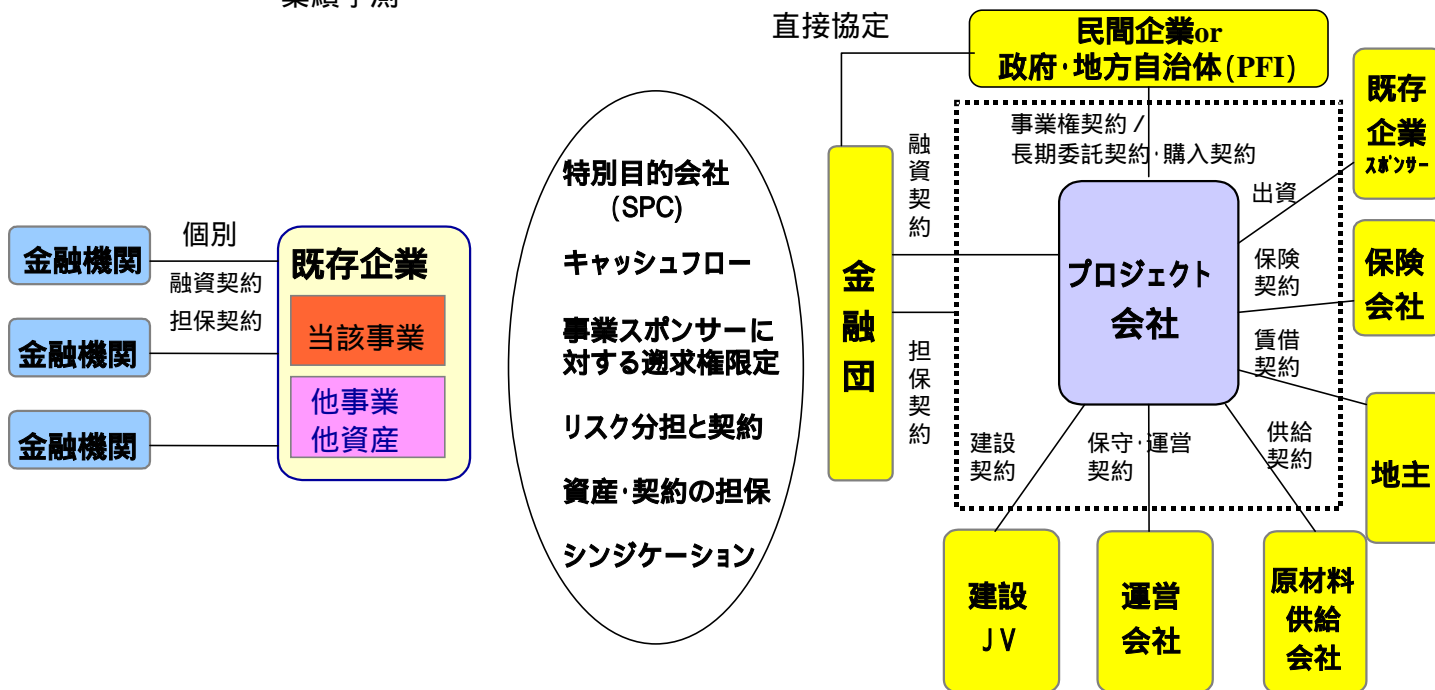 業績予測
直接協定
民間企業or
政府・地方自治体(PFI)
既存
企業
スポンサー
事業権契約 /
長期委託契約・購入契約
融資契約
特別目的会社
(SPC)
キャッシュフロー
事業スポンサーに
対する遡求権限定
リスク分担と契約
資産・契約の担保
シンジケーション
金融機関
金融機関
金融機関
個別
融資契約
担保契約
既存企業
当該事業
他事業
他資産
金融団
担保契約
プロジェクト
会社
出資
保険
契約
保険
会社
賃借
契約
地主
建設
契約
保守・運営
契約
供給
契約
建設
JV
運営
会社
原材料
供給
会社